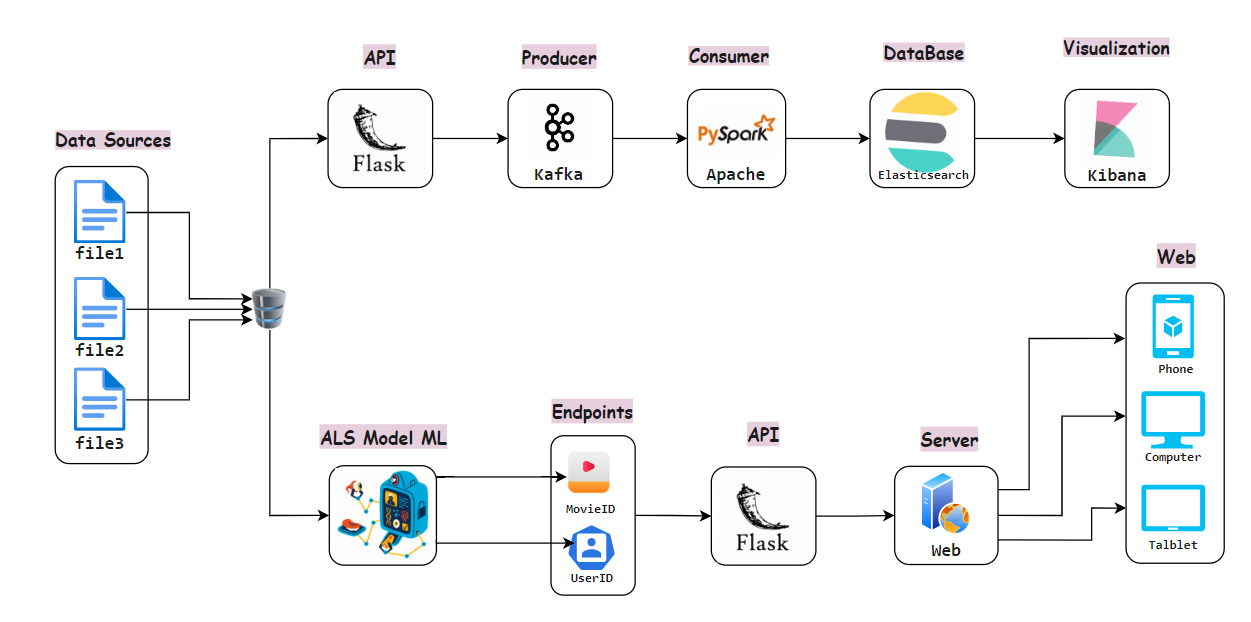 Data Sources
file1
file2
file3
API
Flask
Producer
Kafka
Consumer
PySpark
Apache
DataBase
Elasticsearch
Visualization
Kibana
ALS Model ML
Endpoints
MovieID
UserID
API
Flask
Server
Web
Web
Phone
Computer
Talblet